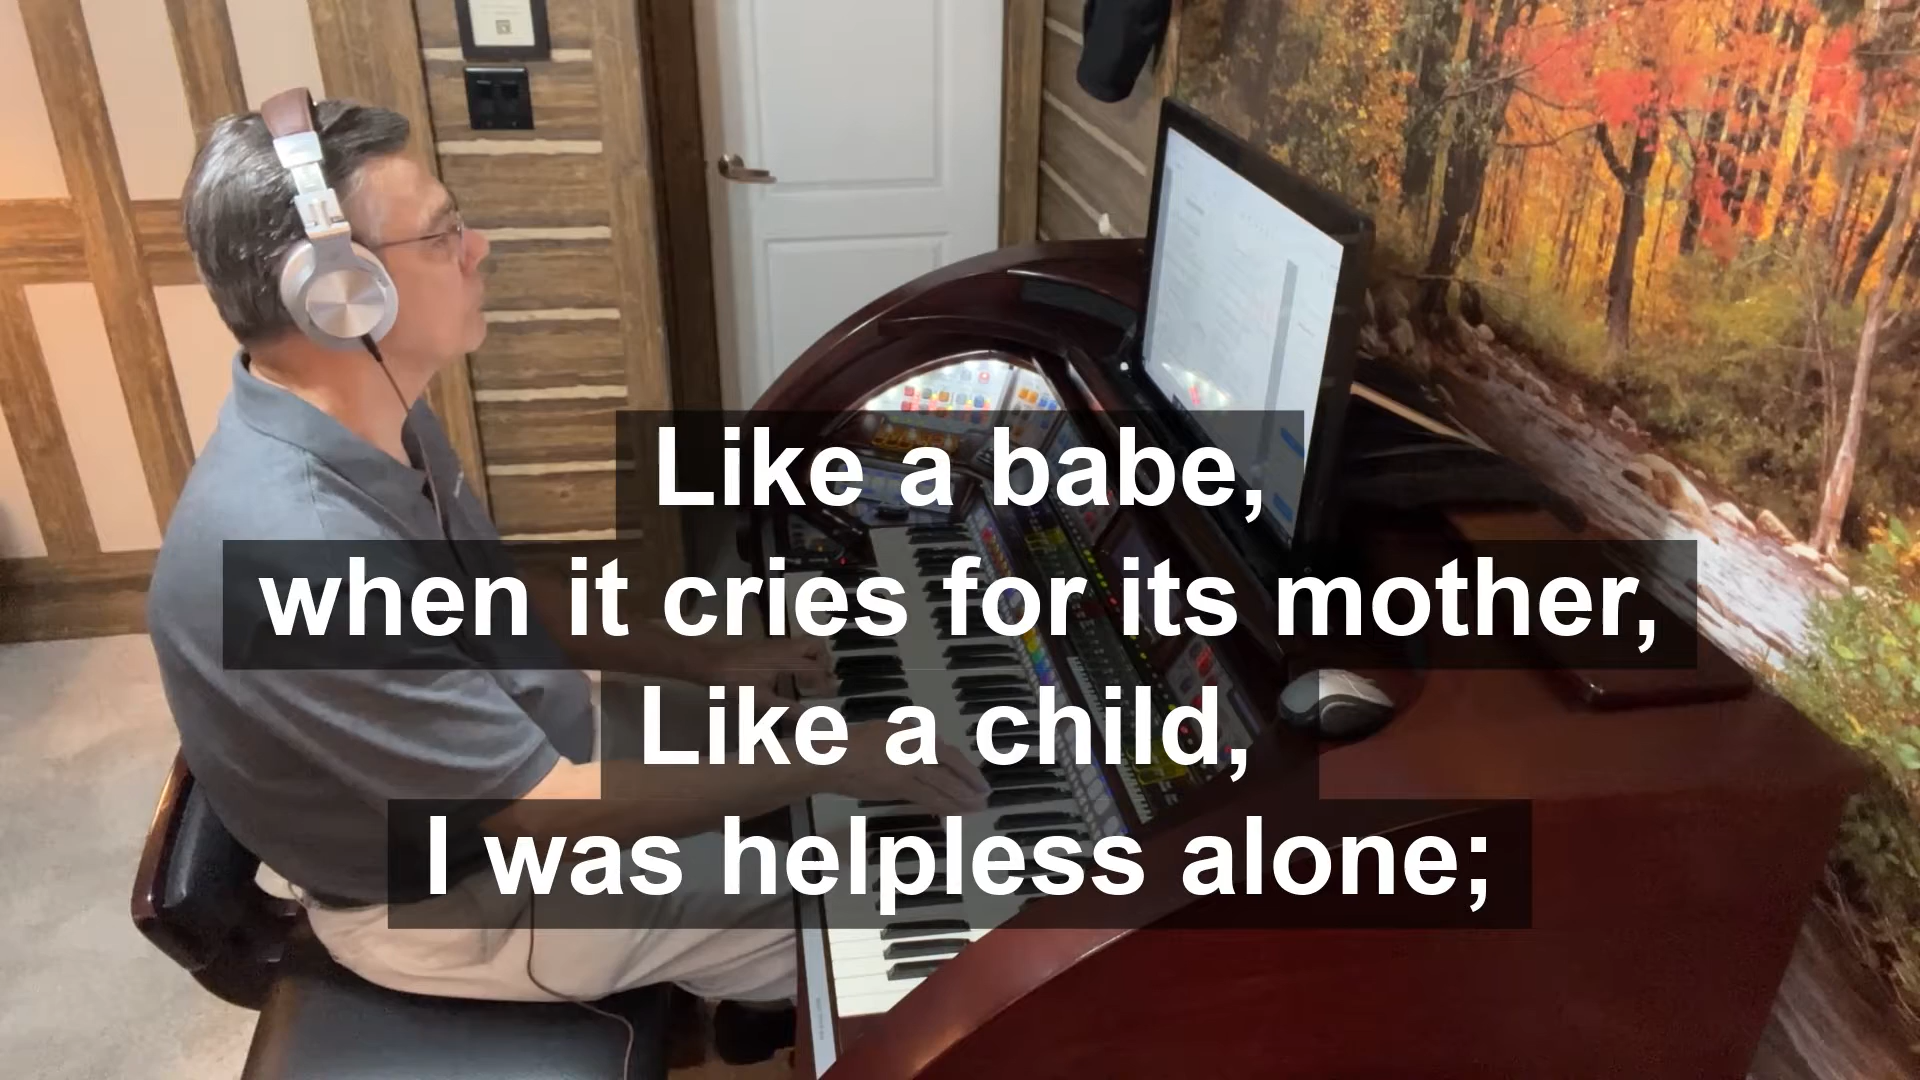 Like a babe,
when it cries for its mother,
Like a child,
I was helpless alone;